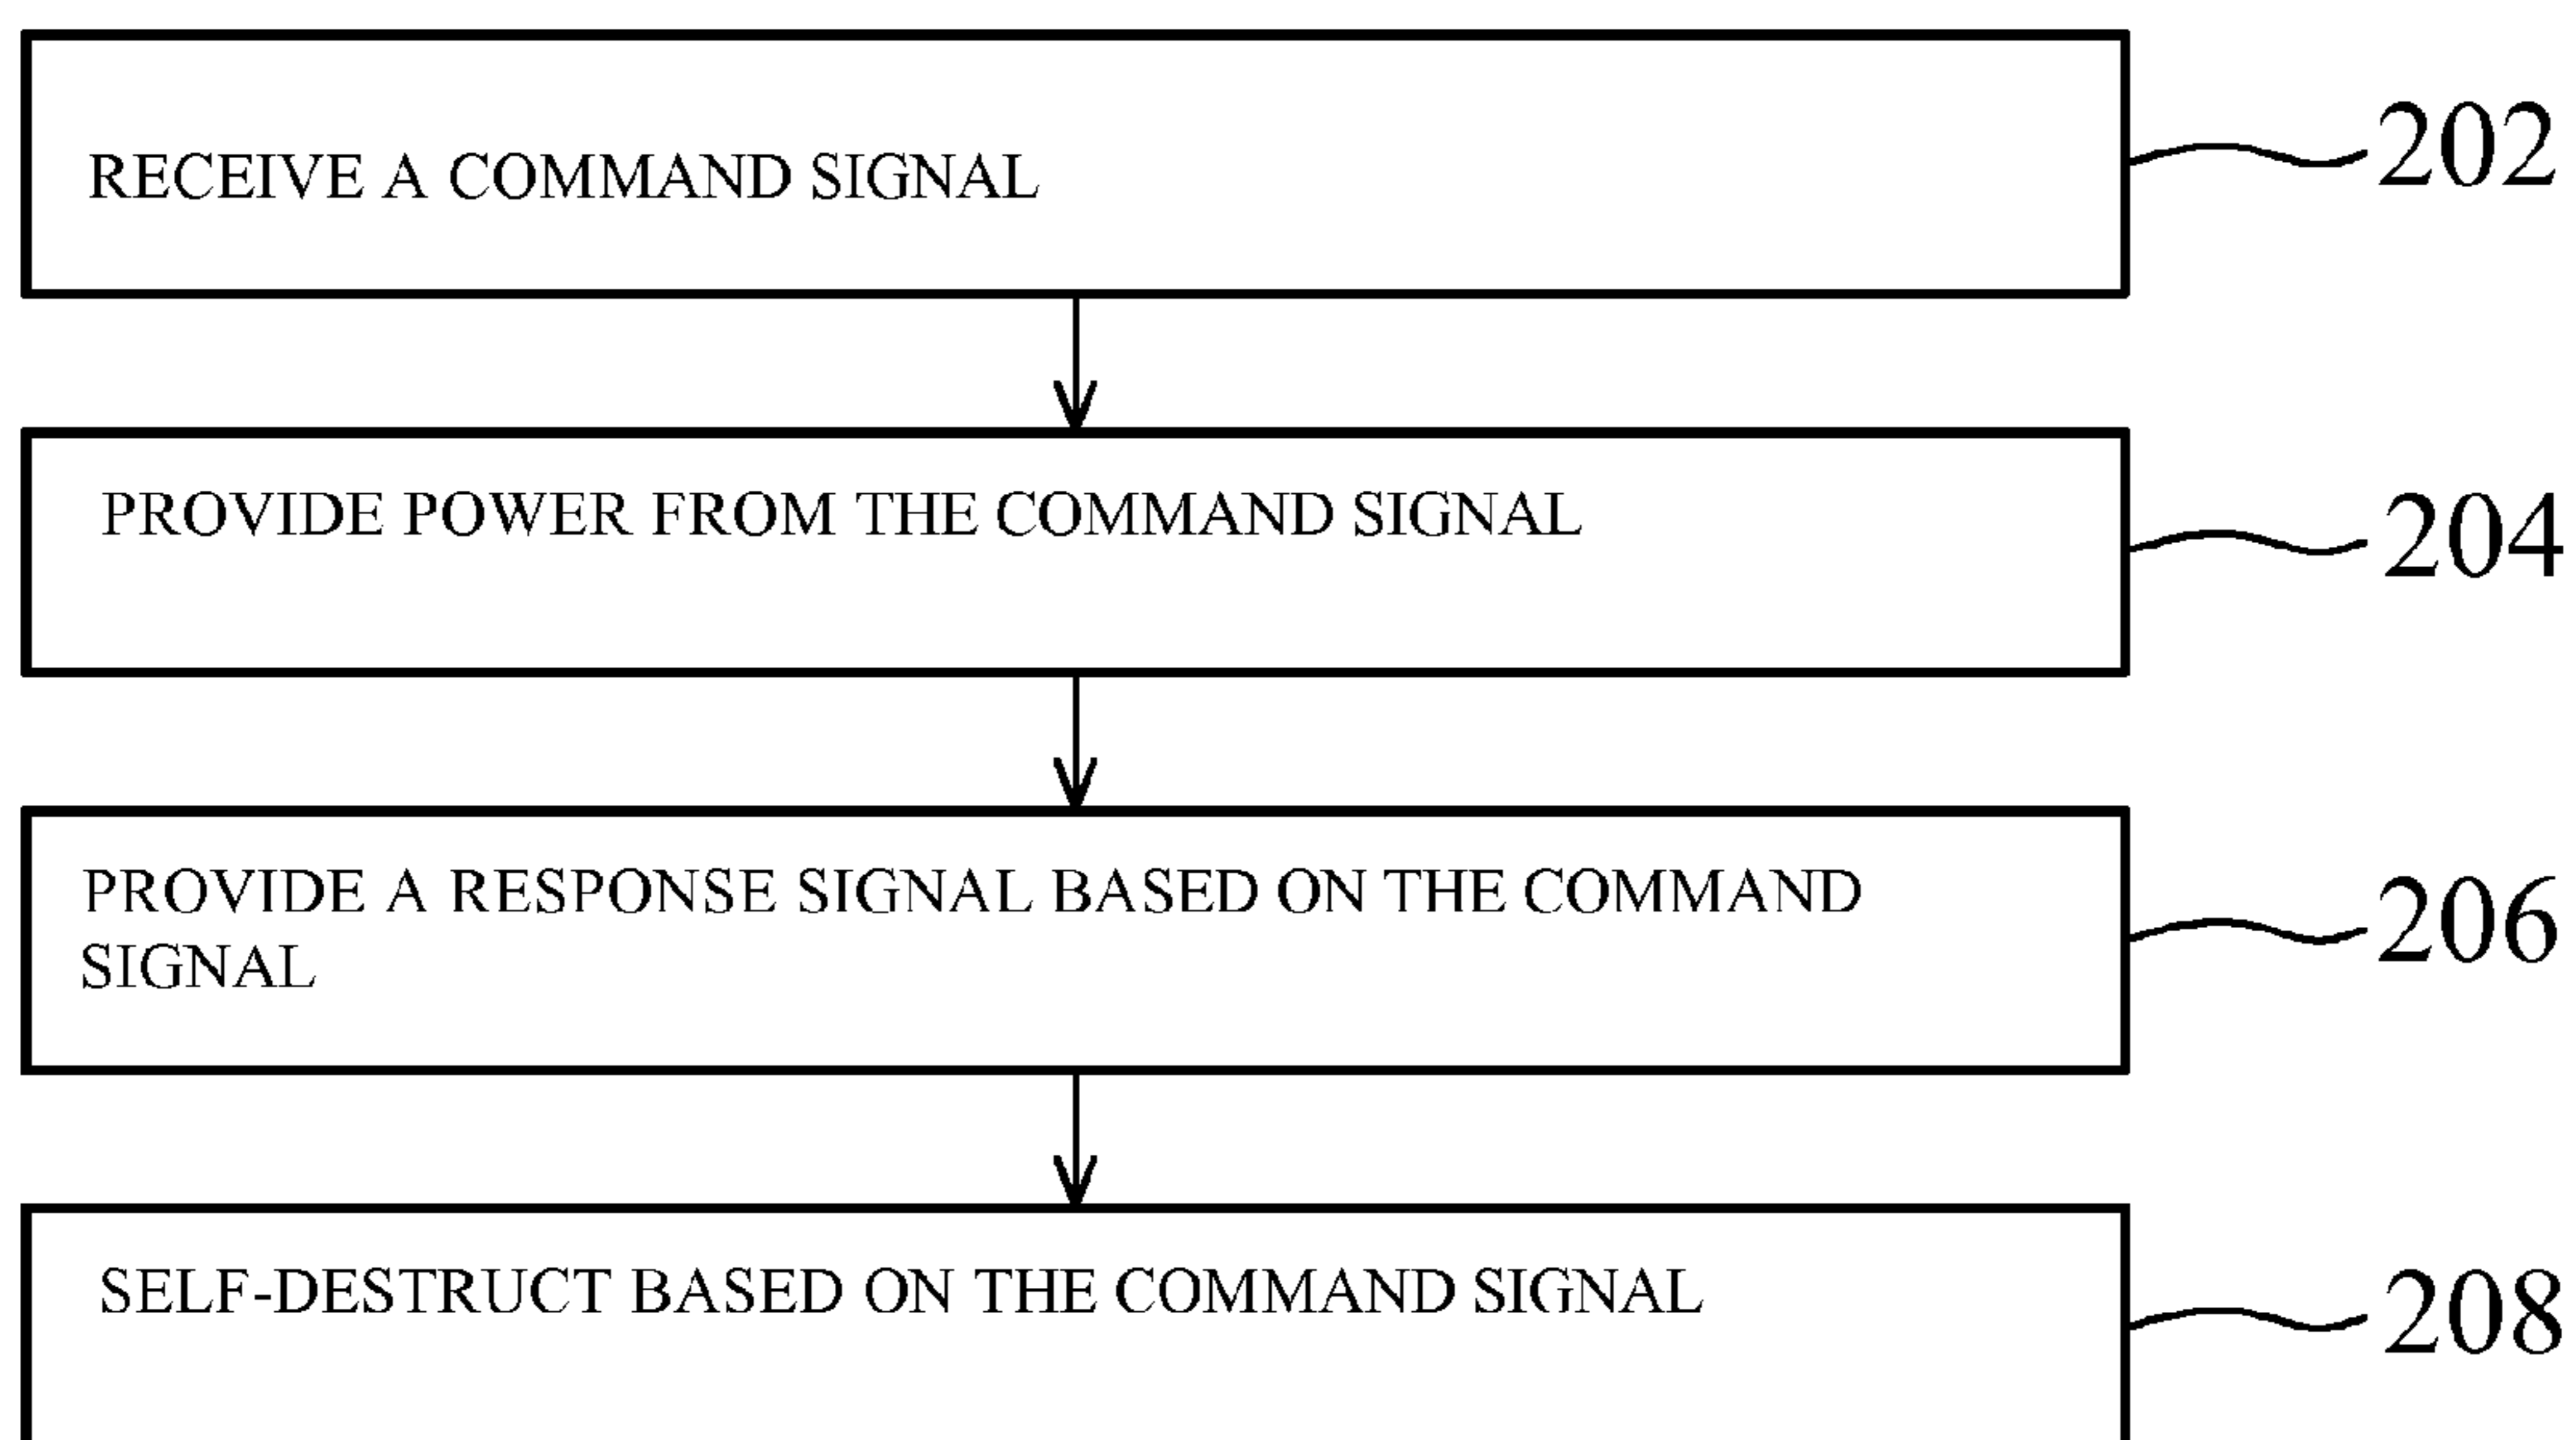 RECEIVE A COMMAND SIGNAL
202
PROVIDE POWER FROM THE COMMAND SIGNAL
204
PROVIDE A RESPONSE SIGNAL BASED ON THE COMMAND
SIGNAL
206
SELF-DESTRUCT BASED ON THE COMMAND SIGNAL
208